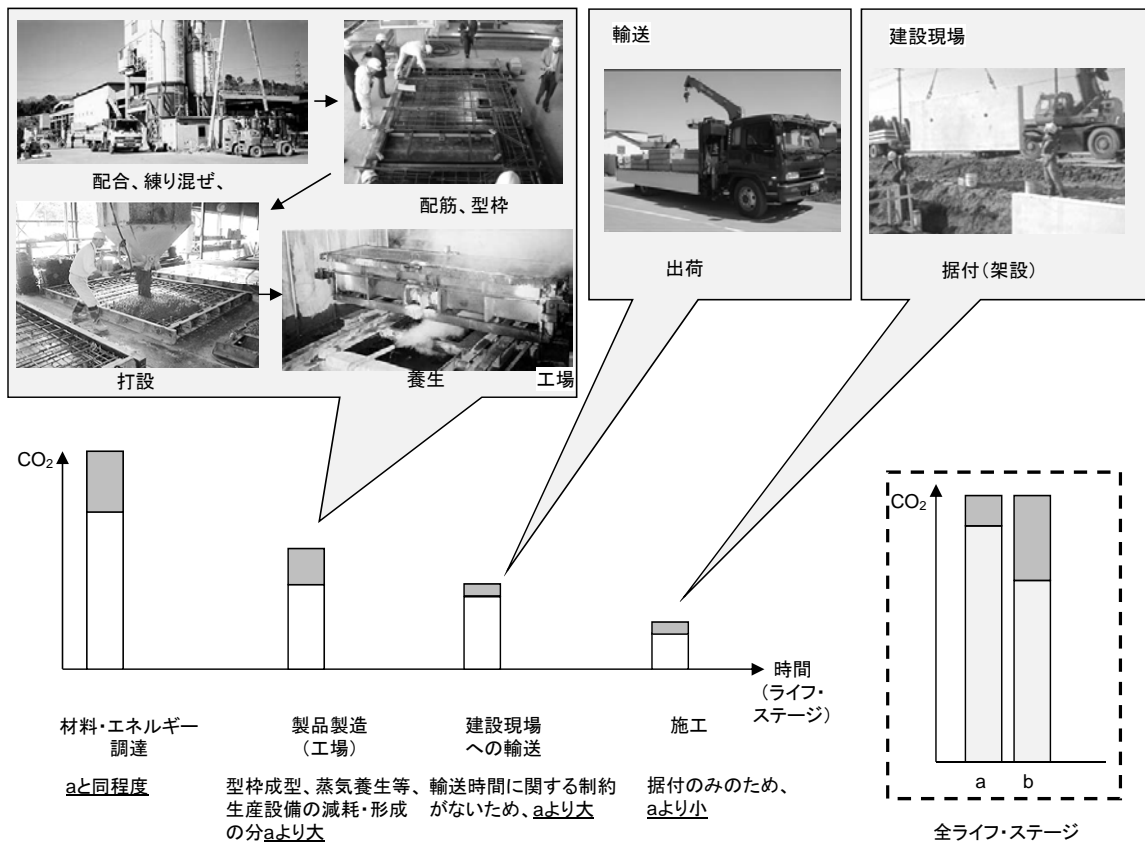 配合、練り混ぜ、
配筋、型枠
打設
養生
工場
輸送
出荷
建設現場
据付（架設）
CO₂
時間
（ライフ・
ステージ）
材料・エネルギー
調達
aと同程度
製品製造
（工場）
型枠成型、蒸気養生等、
生産設備の減耗・形成
の分aより大
建設現場
への輸送
輸送時間に関する制約
がないため、aより大
施工
据付のみのため、
aより小
CO₂
a
b
全ライフ・ステージ